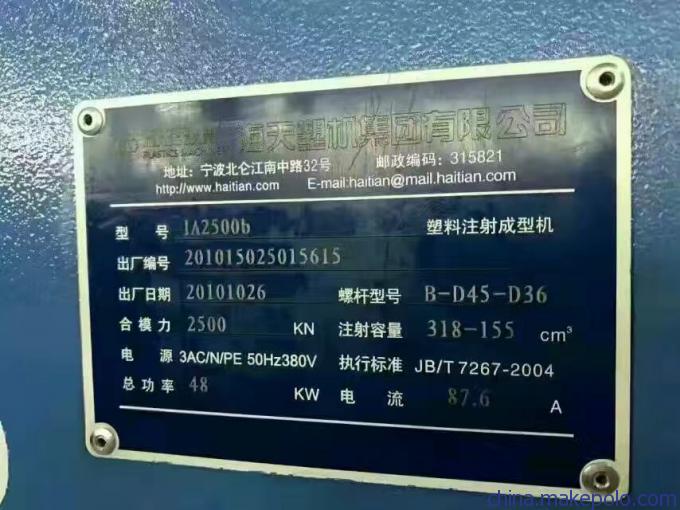 海天塑机集团有限公司
地址: 宁波北仑江南中路32号 邮政编码: 315821
http://www.haitian.com E-mail:haitian@mail.haitian.com
型号 IA2500b 塑料注射成型机
出厂编号 201015025015615
出厂日期 20101026 螺杆型号 B-D45-D36
合模力 2500 KN 注射容量 318-155 cm³
电源 3AC/N/PE 50Hz380V 执行标准 JB/T 7267-2004
总功率 48 KW 电流 87.6 A
china.makepolo.com